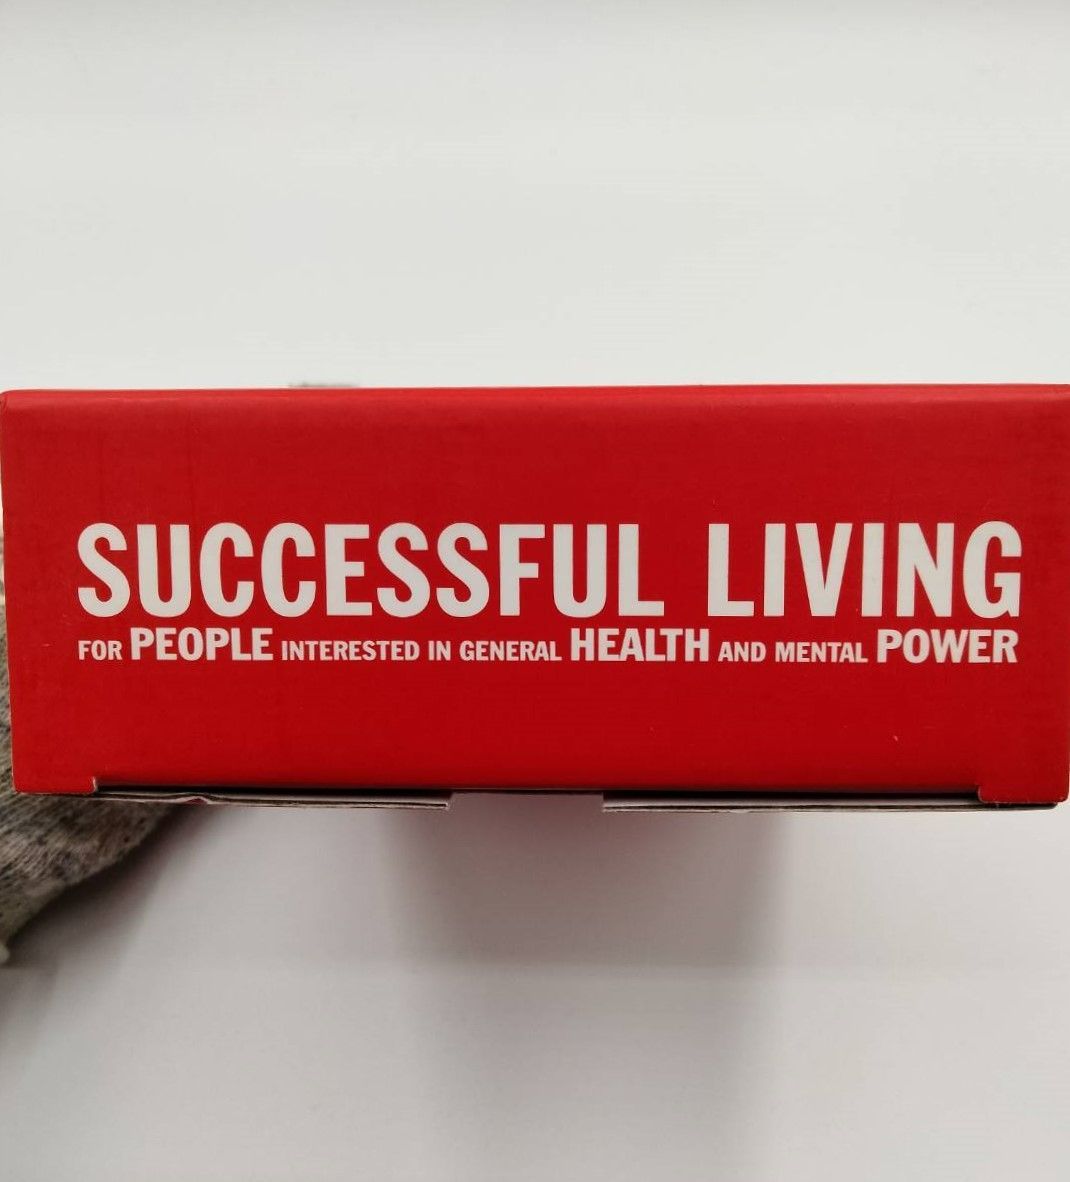 SUCCESSFUL LIVING
FOR PEOPLE INTERESTED IN GENERAL HEALTH AND MENTAL POWER